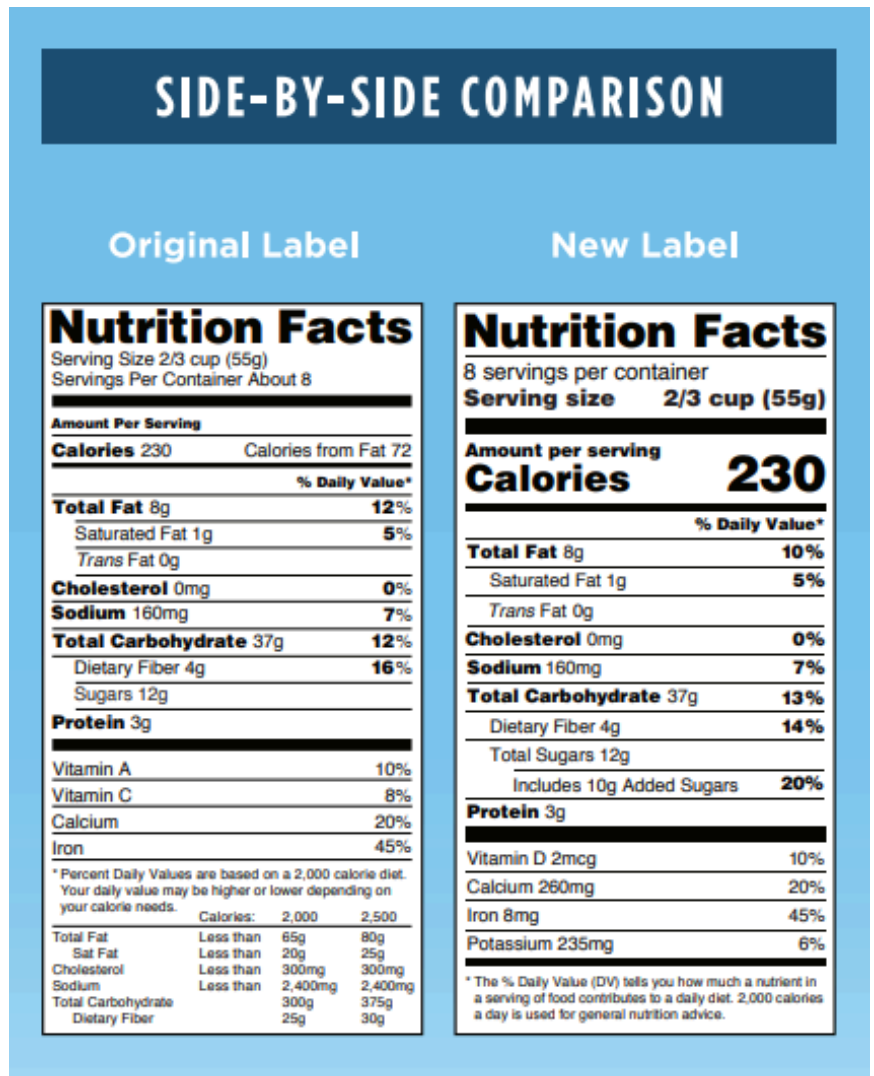 SIDE-BY-SIDE COMPARISON
Original Label
Nutrition Facts
Serving Size 2/3 cup (55g)
Servings Per Container About 8
Amount Per Serving
Calories 230 Calories from Fat 72
% Daily Value*
Total Fat 8g 12%
Saturated Fat 1g 5%
Trans Fat 0g
Cholesterol 0mg 0%
Sodium 160mg 7%
Total Carbohydrate 37g 12%
Dietary Fiber 4g 16%
Sugars 12g
Protein 3g
Vitamin A 10%
Vitamin C 8%
Calcium 20%
Iron 45%
* Percent Daily Values are based on a 2,000 calorie diet.
Your daily value may be higher or lower depending on
your calorie needs.
Calories: 2,000 2,500
Total Fat Less than 65g 80g
Sat Fat Less than 20g 25g
Cholesterol Less than 300mg 300mg
Sodium Less than 2,400mg 2,400mg
Total Carbohydrate 300g 375g
Dietary Fiber 25g 30g
New Label
Nutrition Facts
8 servings per container
Serving size 2/3 cup (55g)
Amount per serving
Calories 230
% Daily Value*
Total Fat 8g 10%
Saturated Fat 1g 5%
Trans Fat 0g
Cholesterol 0mg 0%
Sodium 160mg 7%
Total Carbohydrate 37g 13%
Dietary Fiber 4g 14%
Total Sugars 12g
Includes 10g Added Sugars 20%
Protein 3g
Vitamin D 2mcg 10%
Calcium 260mg 20%
Iron 8mg 45%
Potassium 235mg 6%
* The % Daily Value (DV) tells you how much a nutrient in
a serving of food contributes to a daily diet. 2,000 calories
a day is used for general nutrition advice.